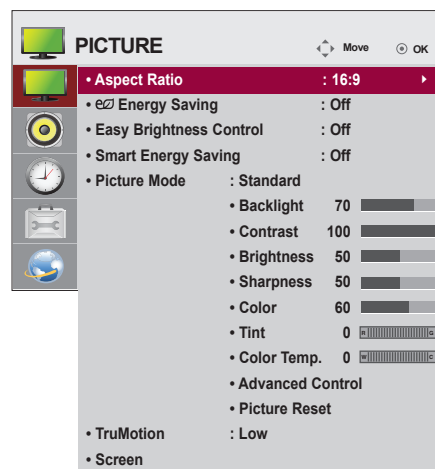 PICTURE Move OK
• Aspect Ratio : 16:9
• Energy Saving : Off
• Easy Brightness Control : Off
• Smart Energy Saving : Off
• Picture Mode : Standard
• Backlight 70
• Contrast 100
• Brightness 50
• Sharpness 50
• Color 60
• Tint 0 R G
• Color Temp. 0 W C
• Advanced Control
• Picture Reset
• TruMotion : Low
• Screen